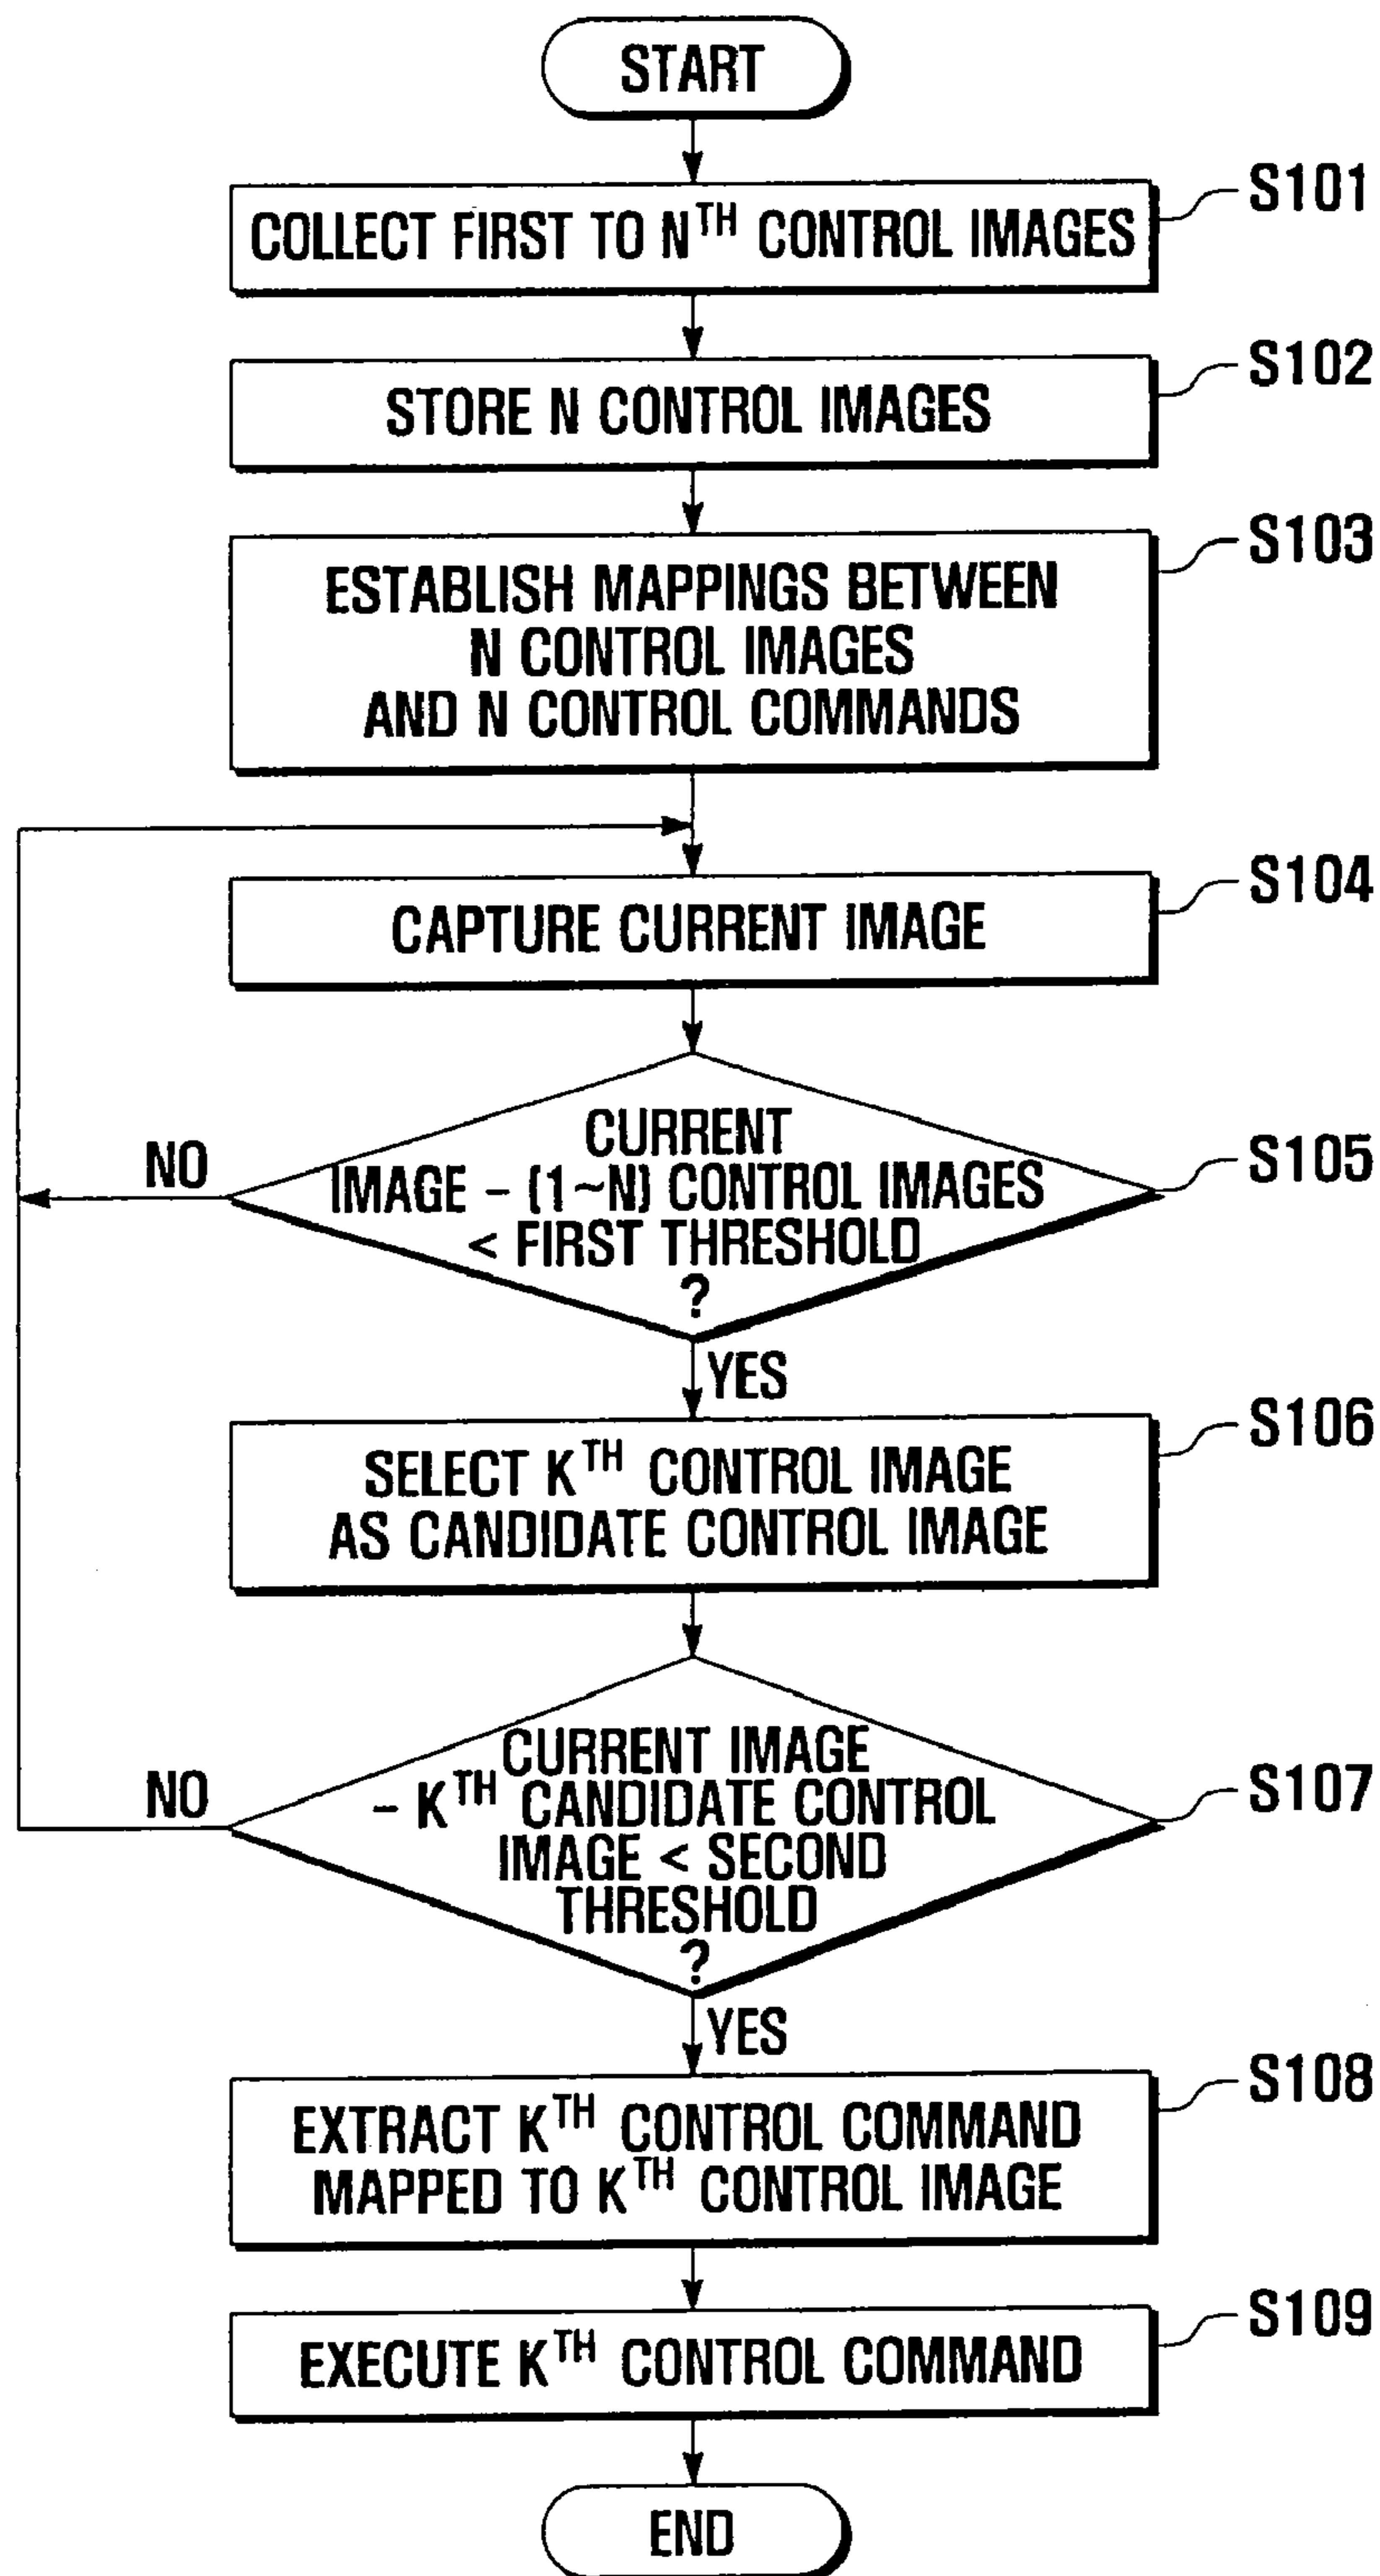 START
COLLECT FIRST TO NTH CONTROL IMAGES
S101
STORE N CONTROL IMAGES
S102
ESTABLISH MAPPINGS BETWEEN
N CONTROL IMAGES
AND N CONTROL COMMANDS
S103
CAPTURE CURRENT IMAGE
S104
CURRENT
IMAGE – (1~N) CONTROL IMAGES
< FIRST THRESHOLD
?
S105
NO
YES
SELECT KTH CONTROL IMAGE
AS CANDIDATE CONTROL IMAGE
S106
CURRENT IMAGE
– KTH CANDIDATE CONTROL
IMAGE < SECOND
THRESHOLD
?
S107
NO
YES
EXTRACT KTH CONTROL COMMAND
MAPPED TO KTH CONTROL IMAGE
S108
EXECUTE KTH CONTROL COMMAND
S109
END